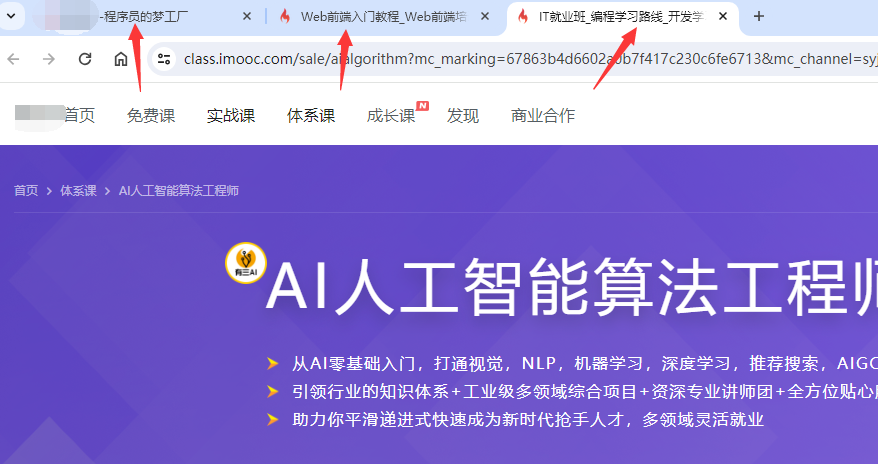 -程序员的梦工厂
Web前端入门教程_Web前端培
IT就业班_编程学习路线_开发学
class.imooc.com/sale/aialgorithm?mc_marking=67863b4d6602a0b7f417c230c6fe6713&mc_channel=syj
首页 免费课 实战课 体系课 成长课 N 发现 商业合作
首页 > 体系课 > AI人工智能算法工程师
有三AI
AI人工智能算法工程师
从AI零基础入门，打通视觉，NLP，机器学习，深度学习，推荐搜索，AIGC
引领行业的知识体系+工业级多领域综合项目+资深专业讲师团+全方位贴心
助力你平滑递进式快速成为新时代抢手人才，多领域灵活就业